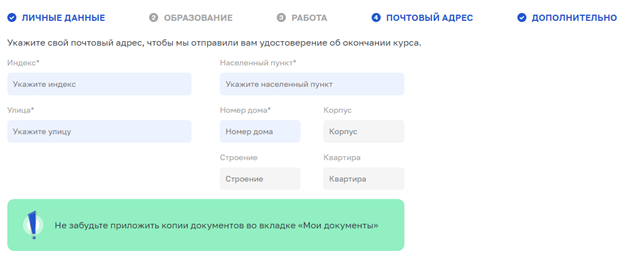 ЛИЧНЫЕ ДАННЫЕ 2 ОБРАЗОВАНИЕ 3 РАБОТА 4 ПОЧТОВЫЙ АДРЕС ДОПОЛНИТЕЛЬНО
Укажите свой почтовый адрес, чтобы мы отправили вам удостоверение об окончании курса.
Индекс* Населенный пункт*
Укажите индекс Укажите населенный пункт
Улица* Номер дома* Корпус
Укажите улицу Номер дома Корпус
Строение Квартира
Строение Квартира
Не забудьте приложить копии документов во вкладке «Мои документы»